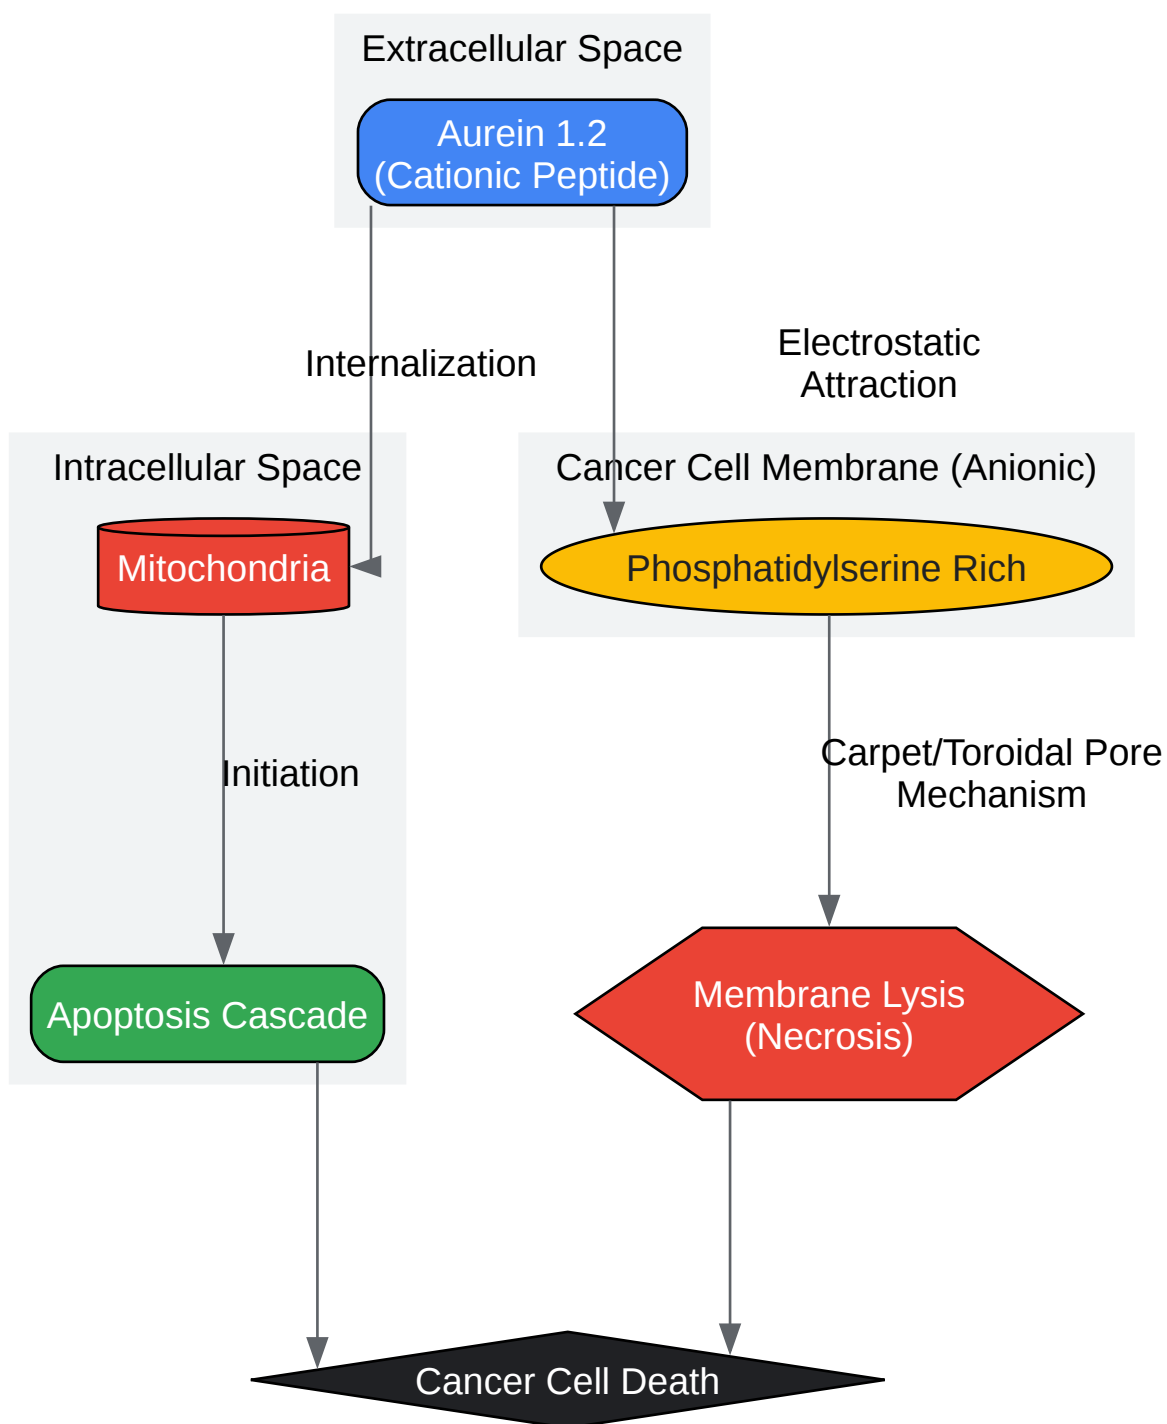 Extracellular Space
Aurein 1.2
(Cationic Peptide)
Internalization
Electrostatic
Attraction
Intracellular Space
Cancer Cell Membrane (Anionic)
Mitochondria
Phosphatidylserine Rich
Initiation
Carpet/Toroidal Pore
Mechanism
Apoptosis Cascade
Membrane Lysis
(Necrosis)
Cancer Cell Death